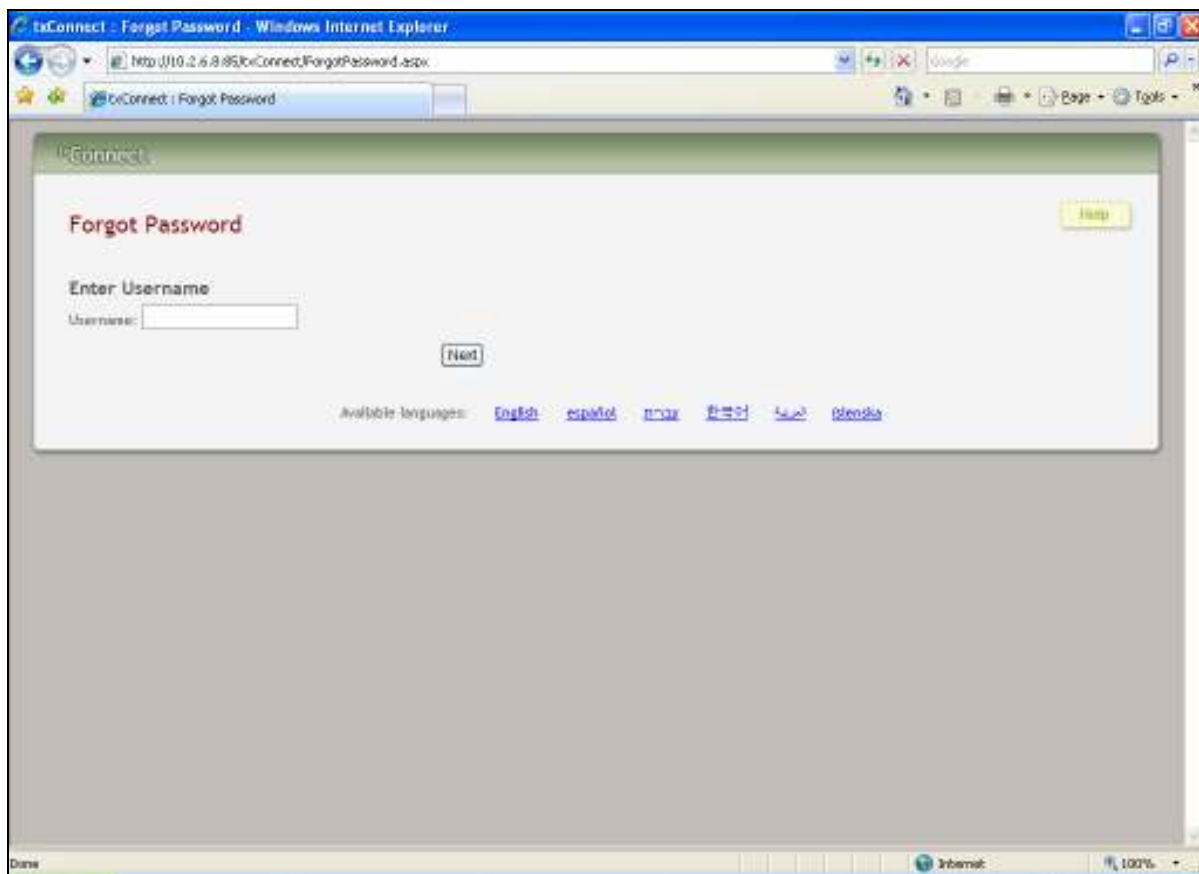 txConnect : Forgot Password - Windows Internet Explorer
http://10.2.6.8:85/txConnect/ForgotPassword.aspx
Google
txConnect : Forgot Password
Page
Tools
txConnect
Forgot Password
Help
Enter Username
Username:
Next
Available languages: English español עברית 한국어 العربية íslenska
Done
Internet
100%